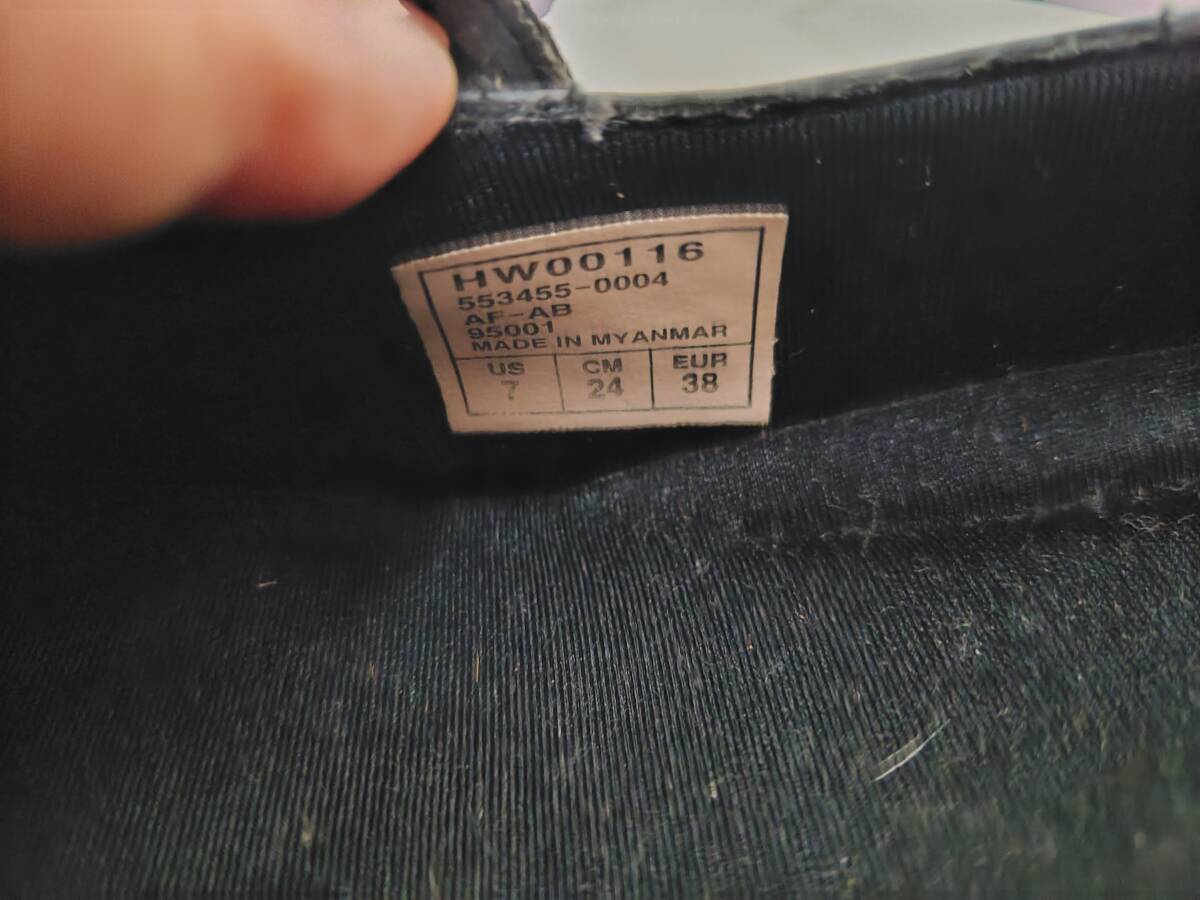 HW00116
553455-0004
AF-AB
95001
MADE IN MYANMAR
US CM EUR
7 24 38